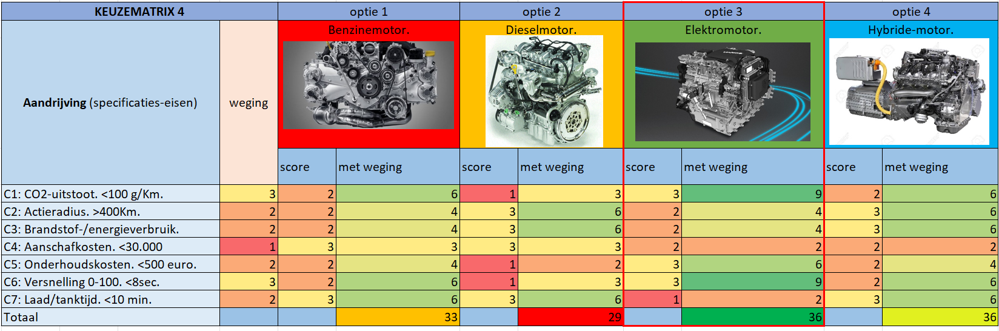 KEUZEMATRIX 4 optie 1 optie 2 optie 3 optie 4
Benzinemotor. Dieselmotor. Elektromotor. Hybride-motor.
Aandrijving (specificaties-eisen) weging
score met weging score met weging score met weging score met weging
C1: CO2-uitstoot. <100 g/Km. 3 2 6 1 3 3 9 2 6
C2: Actieradius. >400Km. 2 2 4 3 6 2 4 3 6
C3: Brandstof-/energieverbruik. 2 2 4 3 6 2 4 3 6
C4: Aanschafkosten. <30.000 1 3 3 3 3 2 2 2 2
C5: Onderhoudskosten. <500 euro. 2 2 4 1 2 3 6 2 4
C6: Versnelling 0-100. <8sec. 3 2 6 1 3 3 9 2 6
C7: Laad/tanktijd. <10 min. 2 3 6 3 6 1 2 3 6
Totaal 33 29 36 36